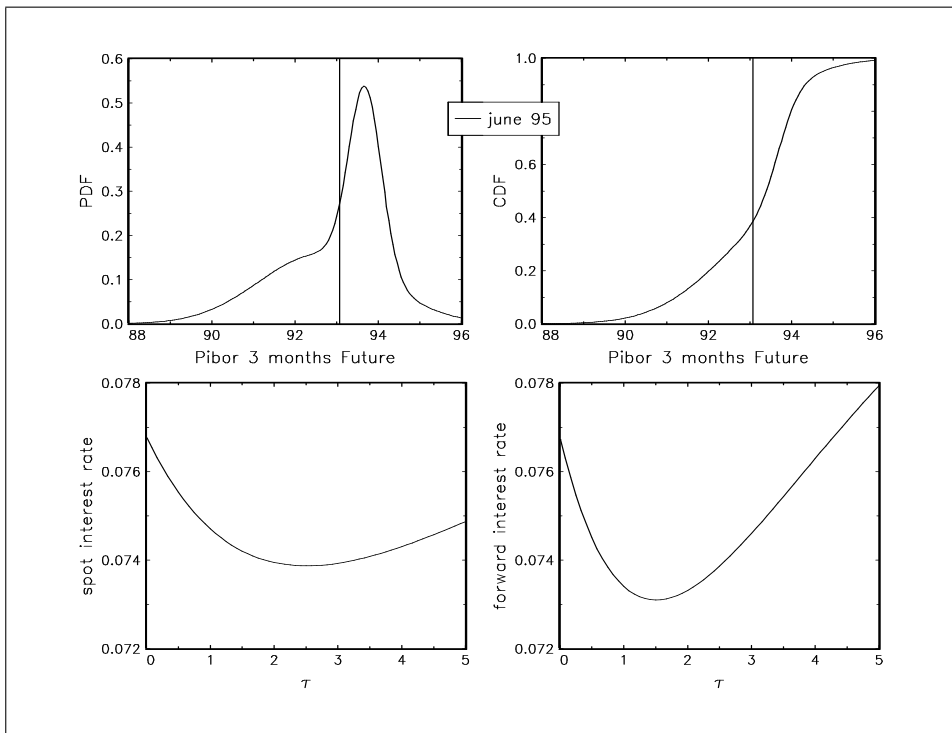 0.6
0.5
0.4
0.3
0.2
0.1
0.0
PDF
88 90 92 94 96
Pibor 3 months Future
june 95
1.0
0.8
0.6
0.4
0.2
0.0
CDF
88 90 92 94 96
Pibor 3 months Future
0.078
0.076
0.074
0.072
spot interest rate
0 1 2 3 4 5
τ
0.078
0.076
0.074
0.072
forward interest rate
0 1 2 3 4 5
τ